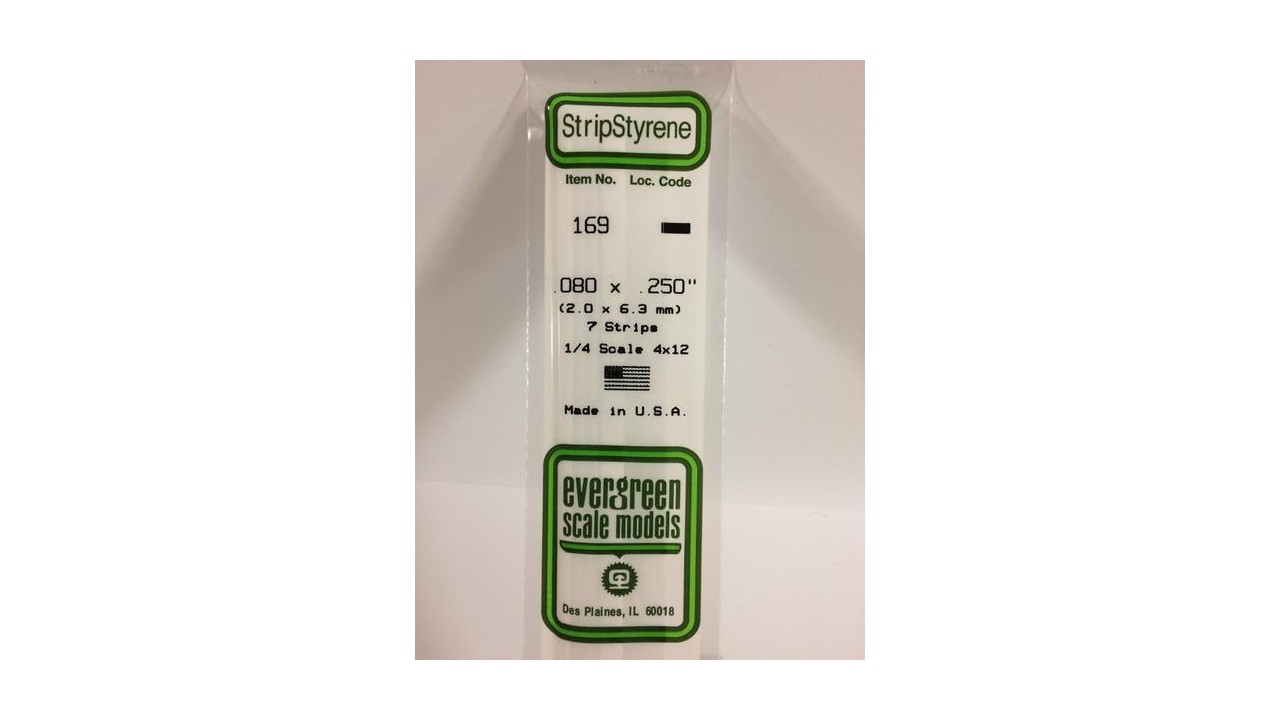 StripStyrene
Item No. Loc. Code
169
.080 x .250"
(2.0 x 6.3 mm)
7 Strips
1/4 Scale 4x12
Made in U.S.A.
evergreen
scale models
Des Plaines, IL 60018